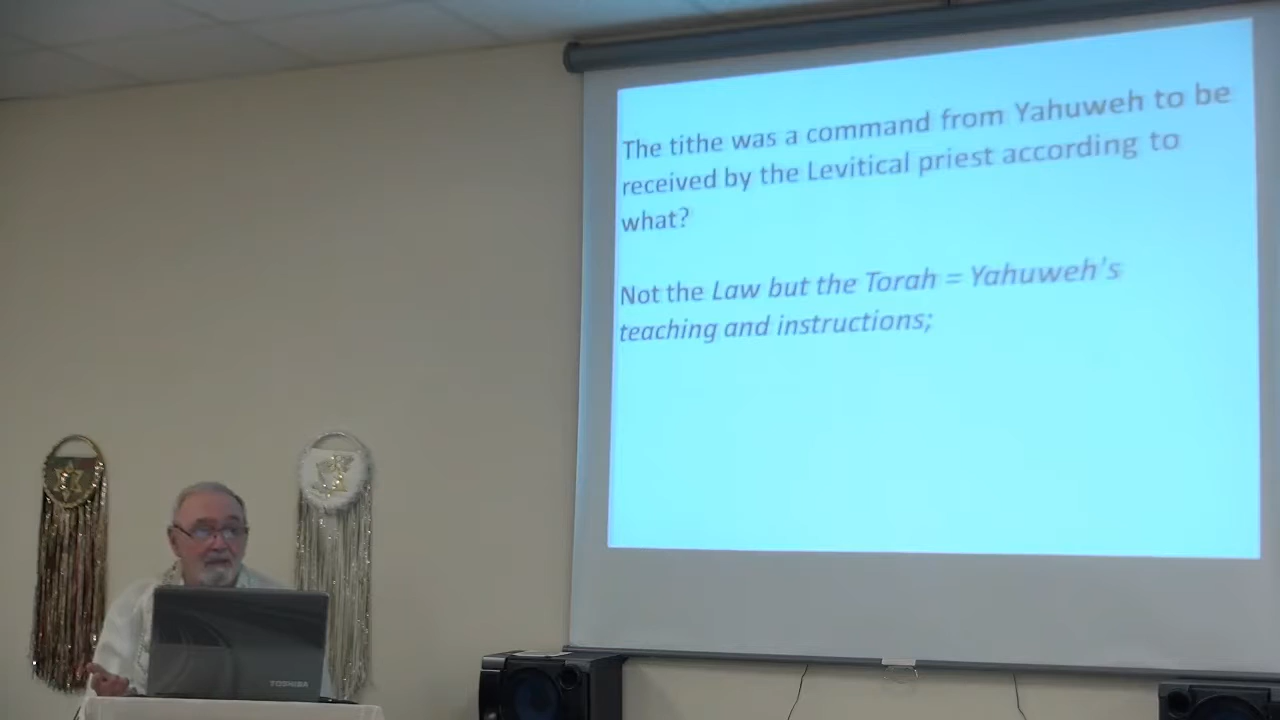 The tithe was a command from Yahuweh to be
received by the Levitical priest according to
what?
Not the Law but the Torah = Yahuweh's
teaching and instructions;
TOSHIBA